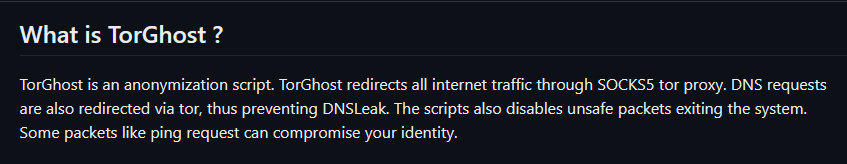 What is TorGhost ?
TorGhost is an anonymization script. TorGhost redirects all internet traffic through SOCKS5 tor proxy. DNS requests
are also redirected via tor, thus preventing DNSLeak. The scripts also disables unsafe packets exiting the system.
Some packets like ping request can compromise your identity.